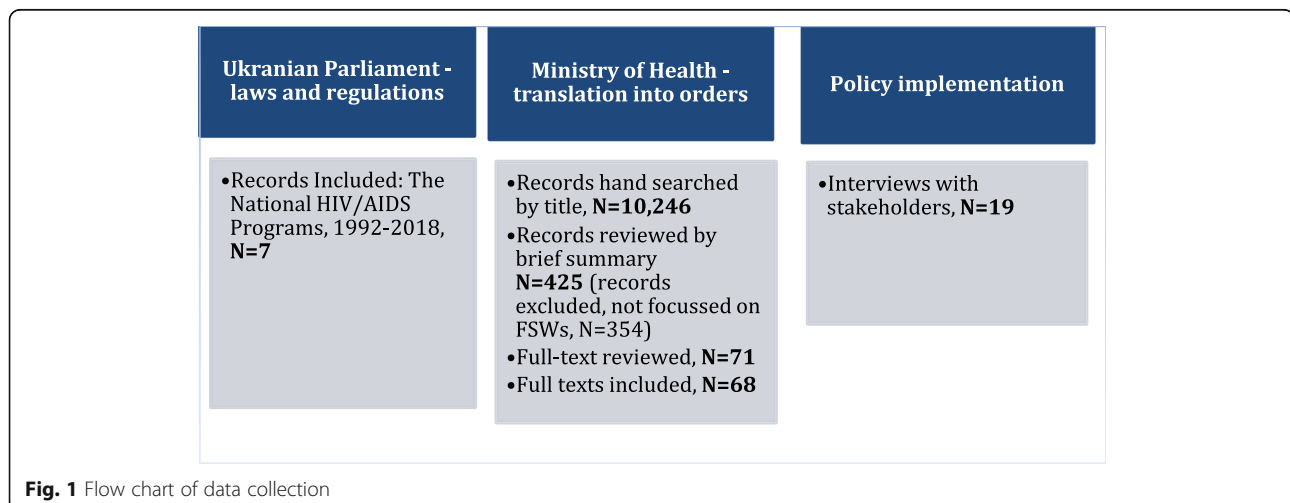 Ukranian Parliament -
laws and regulations
•Records Included: The
National HIV/AIDS
Programs, 1992-2018,
N=7
Ministry of Health -
translation into orders
•Records hand searched
by title, N=10,246
•Records reviewed by
brief summary
N=425 (records
excluded, not focussed on
FSWs, N=354)
•Full-text reviewed, N=71
•Full texts included, N=68
Policy implementation
•Interviews with
stakeholders, N=19
Fig. 1 Flow chart of data collection